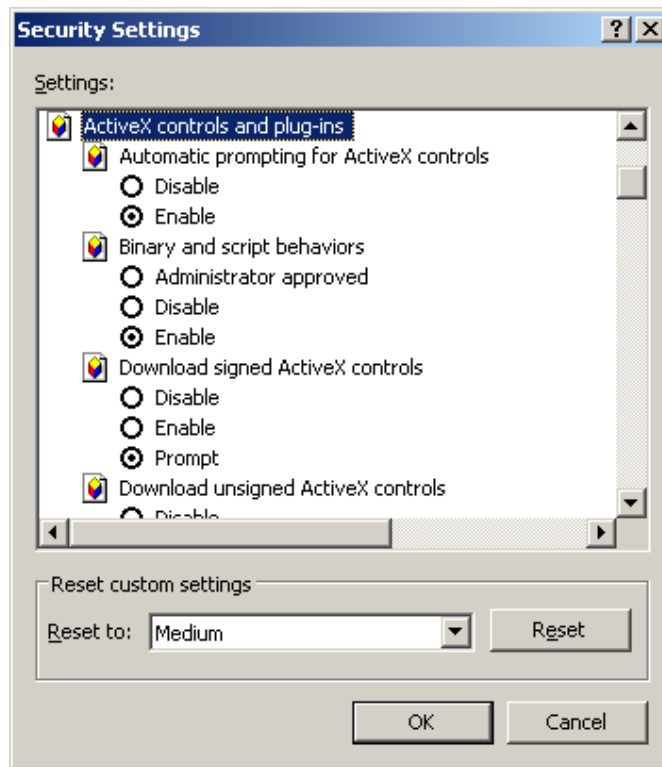 Security Settings
Settings:
ActiveX controls and plug-ins
Automatic prompting for ActiveX controls
Disable
Enable
Binary and script behaviors
Administrator approved
Disable
Enable
Download signed ActiveX controls
Disable
Enable
Prompt
Download unsigned ActiveX controls
Disable
Reset custom settings
Reset to: Medium Reset
OK Cancel